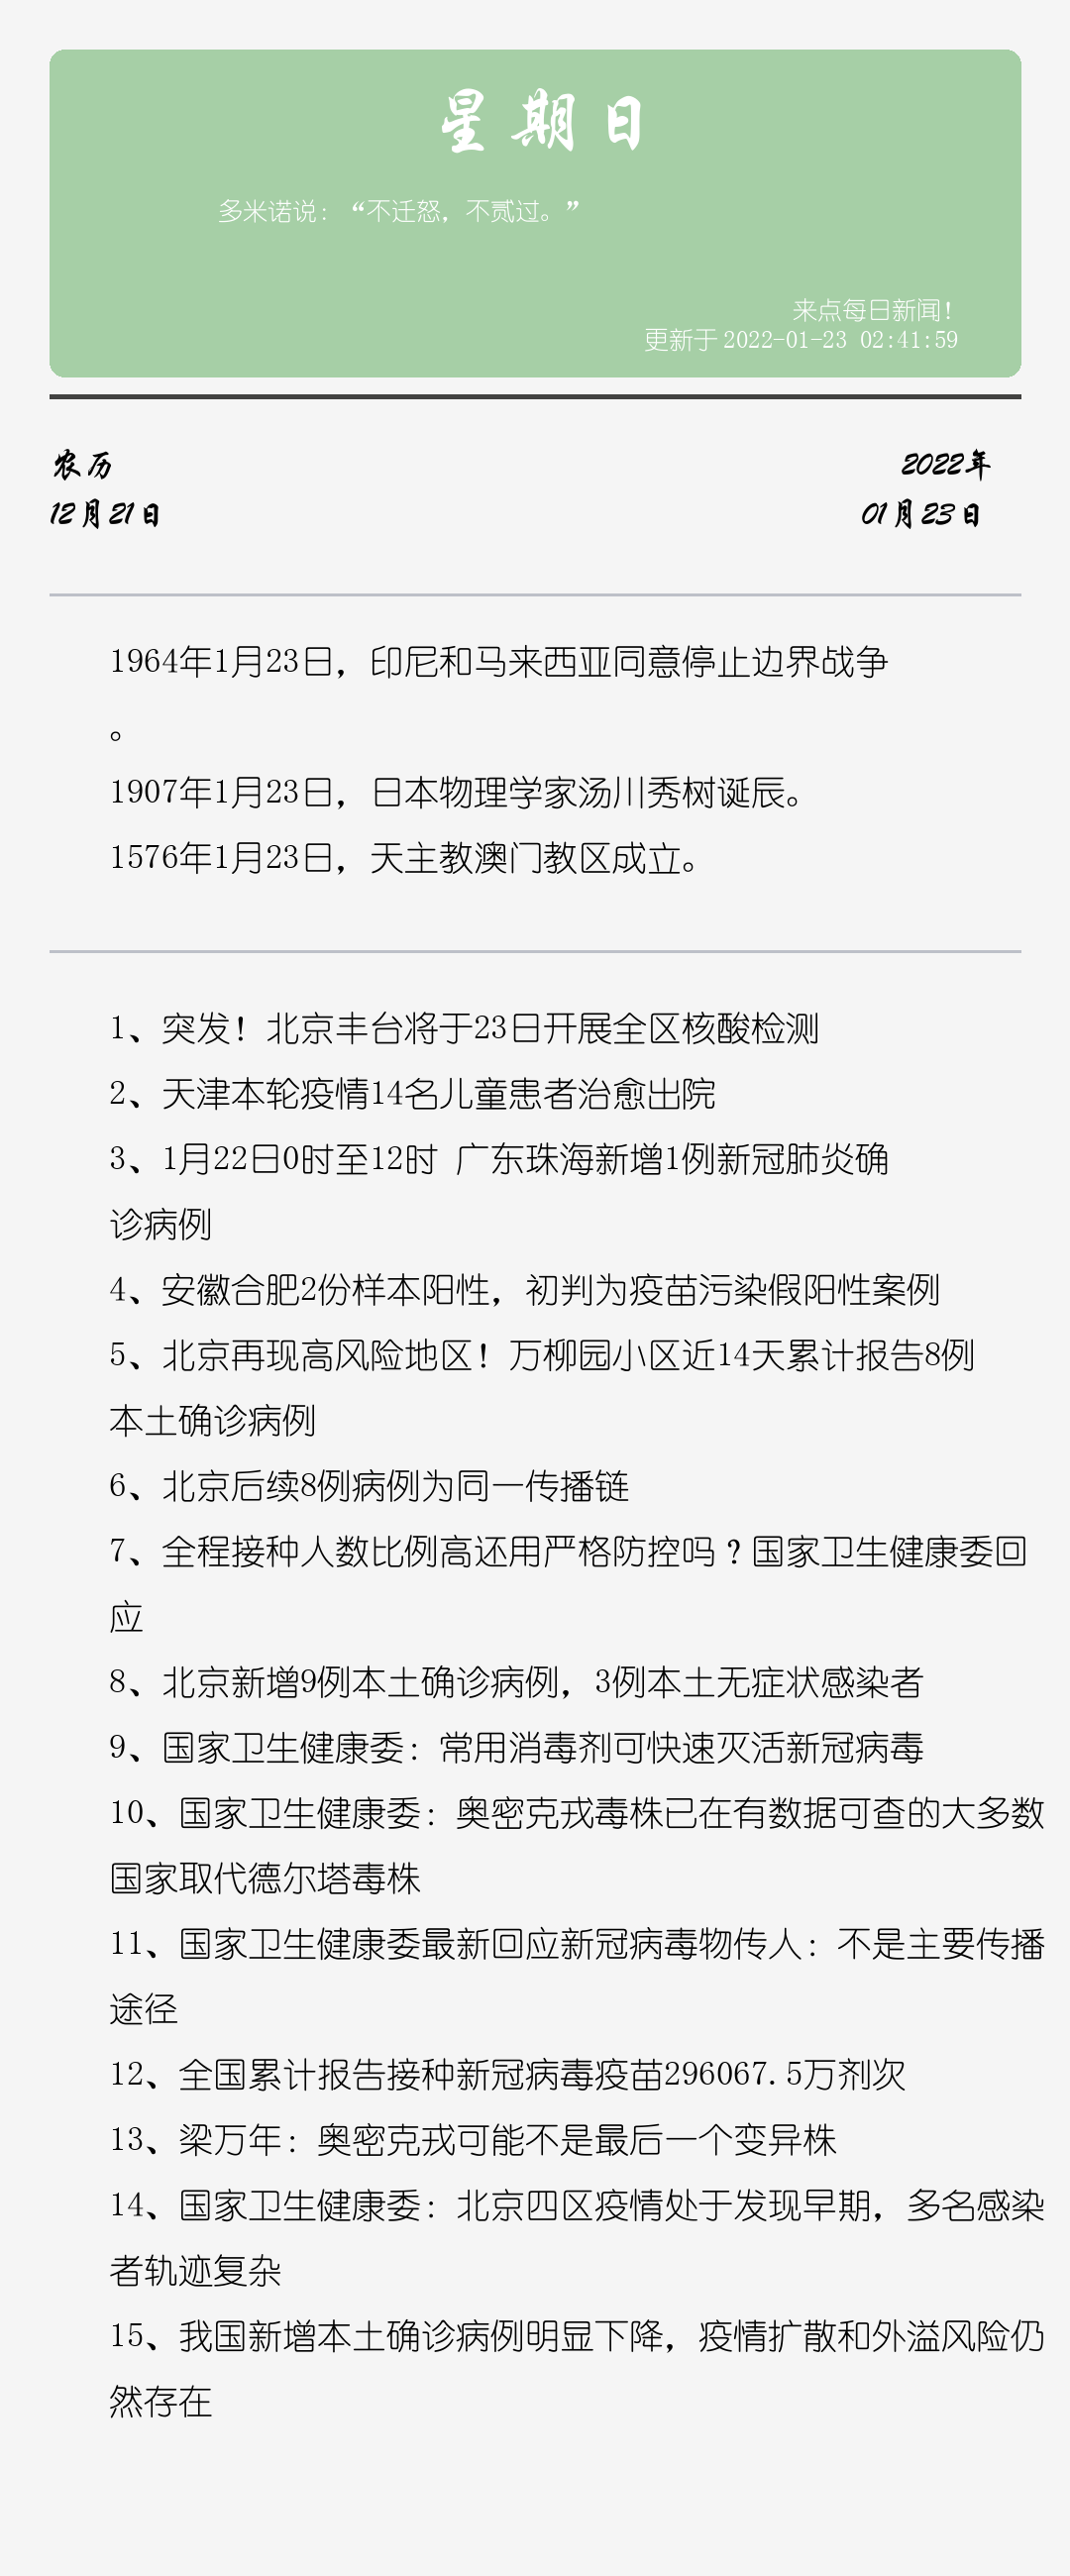 星期日
多米诺说：“不迁怒，不贰过。”
来点每日新闻！
更新于 2022-01-23 02:41:59
农历
2022年
12月21日
01月23日
1964年1月23日，印尼和马来西亚同意停止边界战争
。
1907年1月23日，日本物理学家汤川秀树诞辰。
1576年1月23日，天主教澳门教区成立。
1、突发！北京丰台将于23日开展全区核酸检测
2、天津本轮疫情14名儿童患者治愈出院
3、1月22日0时至12时 广东珠海新增1例新冠肺炎确
诊病例
4、安徽合肥2份样本阳性，初判为疫苗污染假阳性案例
5、北京再现高风险地区！万柳园小区近14天累计报告8例
本土确诊病例
6、北京后续8例病例为同一传播链
7、全程接种人数比例高还用严格防控吗？国家卫生健康委回
应
8、北京新增9例本土确诊病例，3例本土无症状感染者
9、国家卫生健康委：常用消毒剂可快速灭活新冠病毒
10、国家卫生健康委：奥密克戎毒株已在有数据可查的大多数
国家取代德尔塔毒株
11、国家卫生健康委最新回应新冠病毒物传人：不是主要传播
途径
12、全国累计报告接种新冠病毒疫苗296067.5万剂次
13、梁万年：奥密克戎可能不是最后一个变异株
14、国家卫生健康委：北京四区疫情处于发现早期，多名感染
者轨迹复杂
15、我国新增本土确诊病例明显下降，疫情扩散和外溢风险仍
然存在